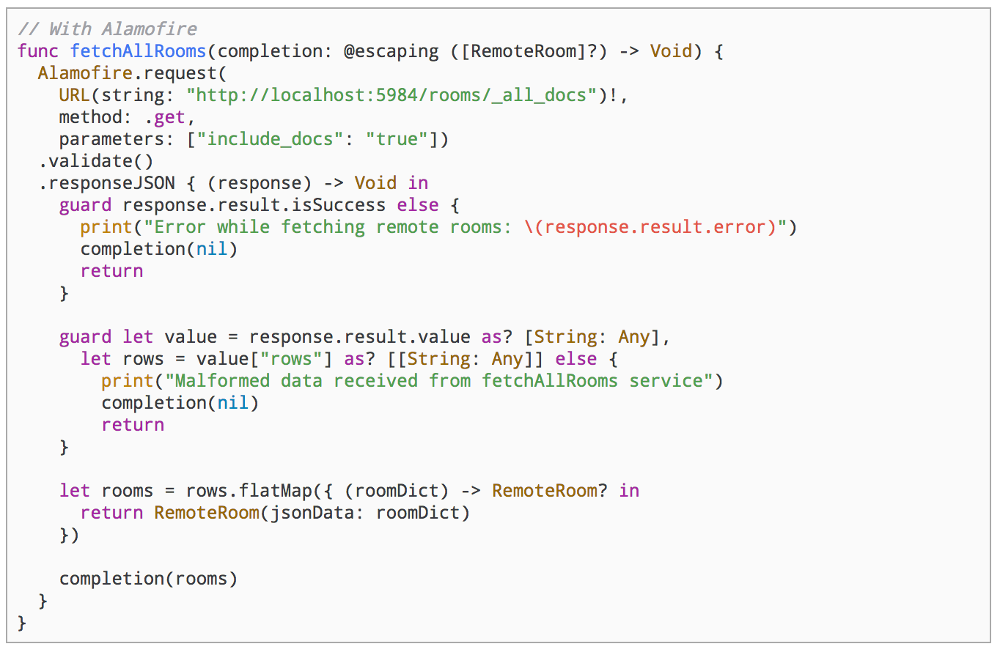 // With Alamofire
func fetchAllRooms(completion: @escaping ([RemoteRoom]?) -> Void) {
  Alamofire.request(
    URL(string: "http://localhost:5984/rooms/_all_docs")!,
    method: .get,
    parameters: ["include_docs": "true"])
  .validate()
  .responseJSON { (response) -> Void in
    guard response.result.isSuccess else {
      print("Error while fetching remote rooms: \(response.result.error)")
      completion(nil)
      return
    }

    guard let value = response.result.value as? [String: Any],
      let rows = value["rows"] as? [[String: Any]] else {
        print("Malformed data received from fetchAllRooms service")
        completion(nil)
        return
    }

    let rooms = rows.flatMap({ (roomDict) -> RemoteRoom? in
      return RemoteRoom(jsonData: roomDict)
    })

    completion(rooms)
  }
}